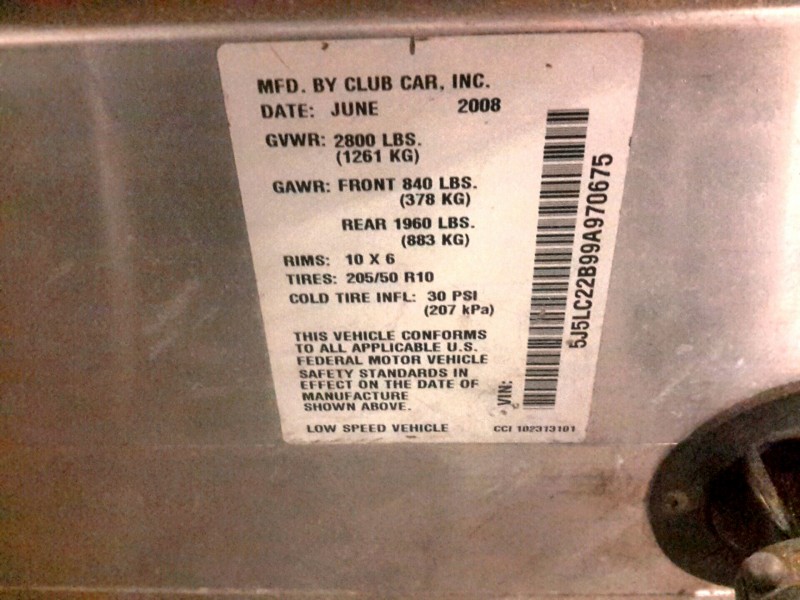 MFD. BY CLUB CAR, INC.
DATE: JUNE 2008
GVWR: 2800 LBS.
(1261 KG)
GAWR: FRONT 840 LBS.
(378 KG)
REAR 1960 LBS.
(883 KG)
RIMS: 10 X 6
TIRES: 205/50 R10
COLD TIRE INFL: 30 PSI
(207 kPa)
THIS VEHICLE CONFORMS
TO ALL APPLICABLE U.S.
FEDERAL MOTOR VEHICLE
SAFETY STANDARDS IN
EFFECT ON THE DATE OF
MANUFACTURE
SHOWN ABOVE.
LOW SPEED VEHICLE
CCI 102313101
VIN:
5J5LC22B99A970675